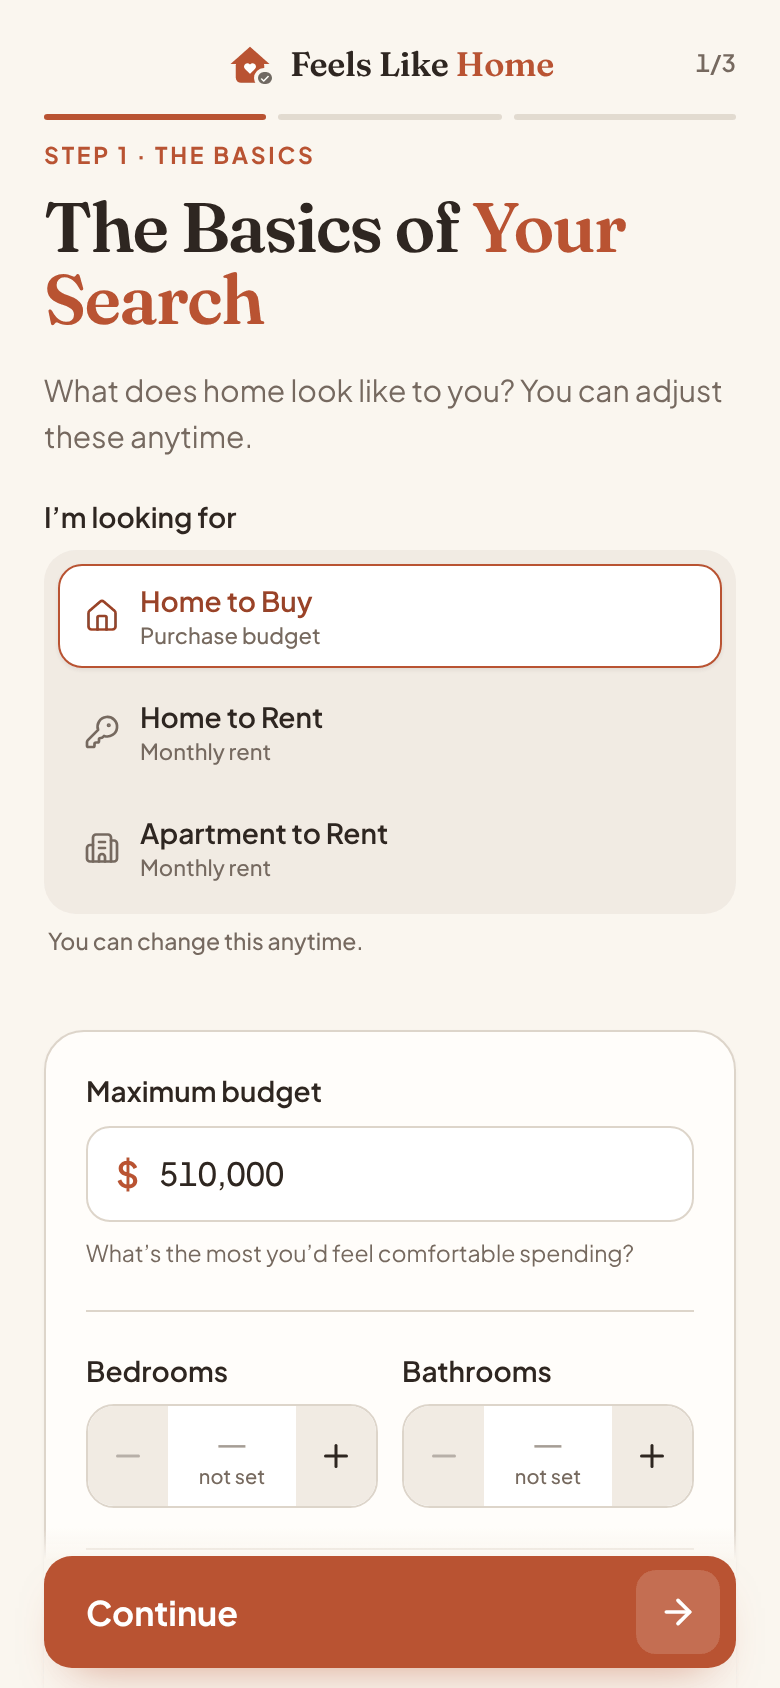 Feels Like Home
1/3
STEP 1 · THE BASICS
The Basics of Your
Search
What does home look like to you? You can adjust
these anytime.
I’m looking for
Home to Buy
Purchase budget
Home to Rent
Monthly rent
Apartment to Rent
Monthly rent
You can change this anytime.
Maximum budget
$ 510,000
What’s the most you’d feel comfortable spending?
Bedrooms Bathrooms
— —
not set not set
Continue